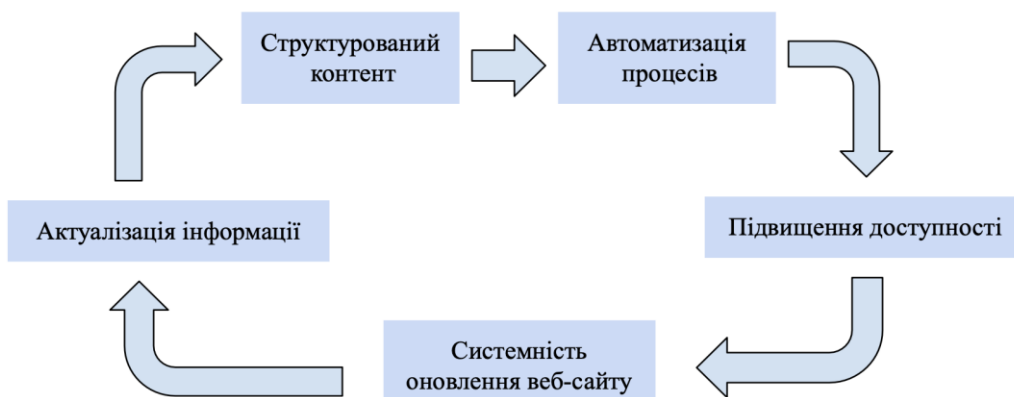 Структурований
контент
Автоматизація
процесів
Актуалізація інформації
Підвищення доступності
Системність
оновлення веб-сайту